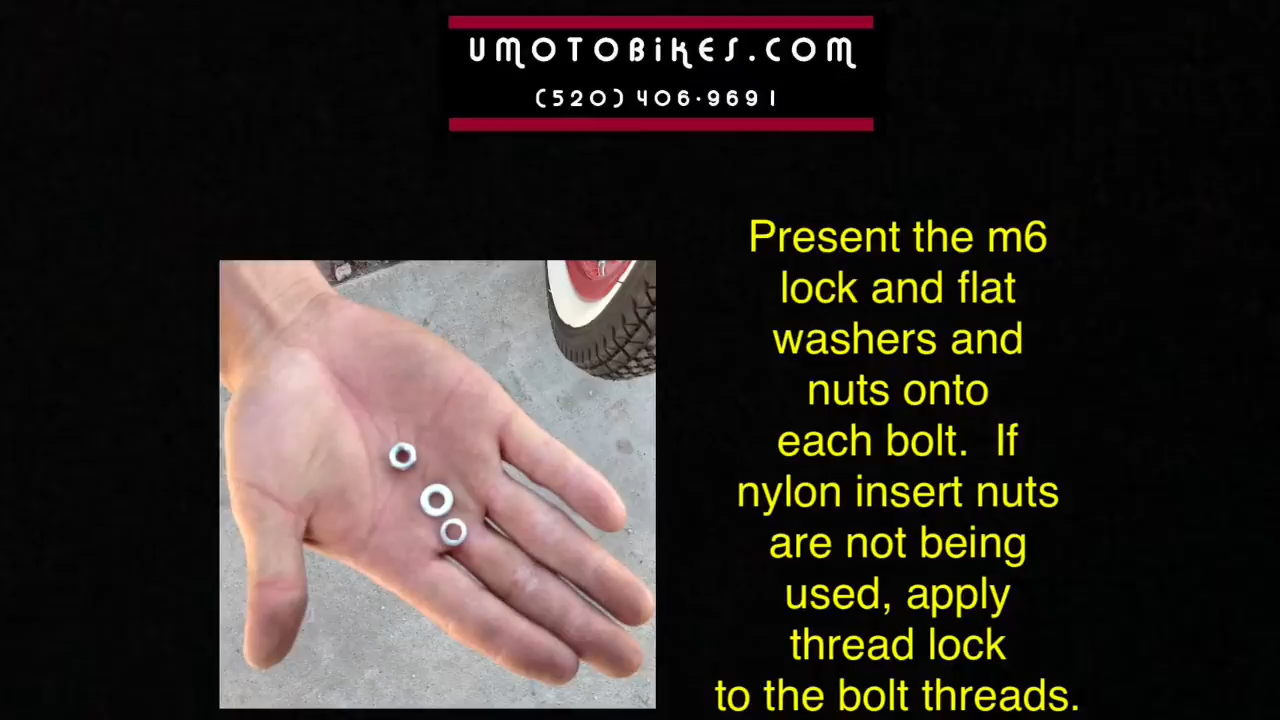 UMOTOBIKES.COM
(520) 406-9691
Present the m6
lock and flat
washers and
nuts onto
each bolt.  If
nylon insert nuts
are not being
used, apply
thread lock
to the bolt threads.